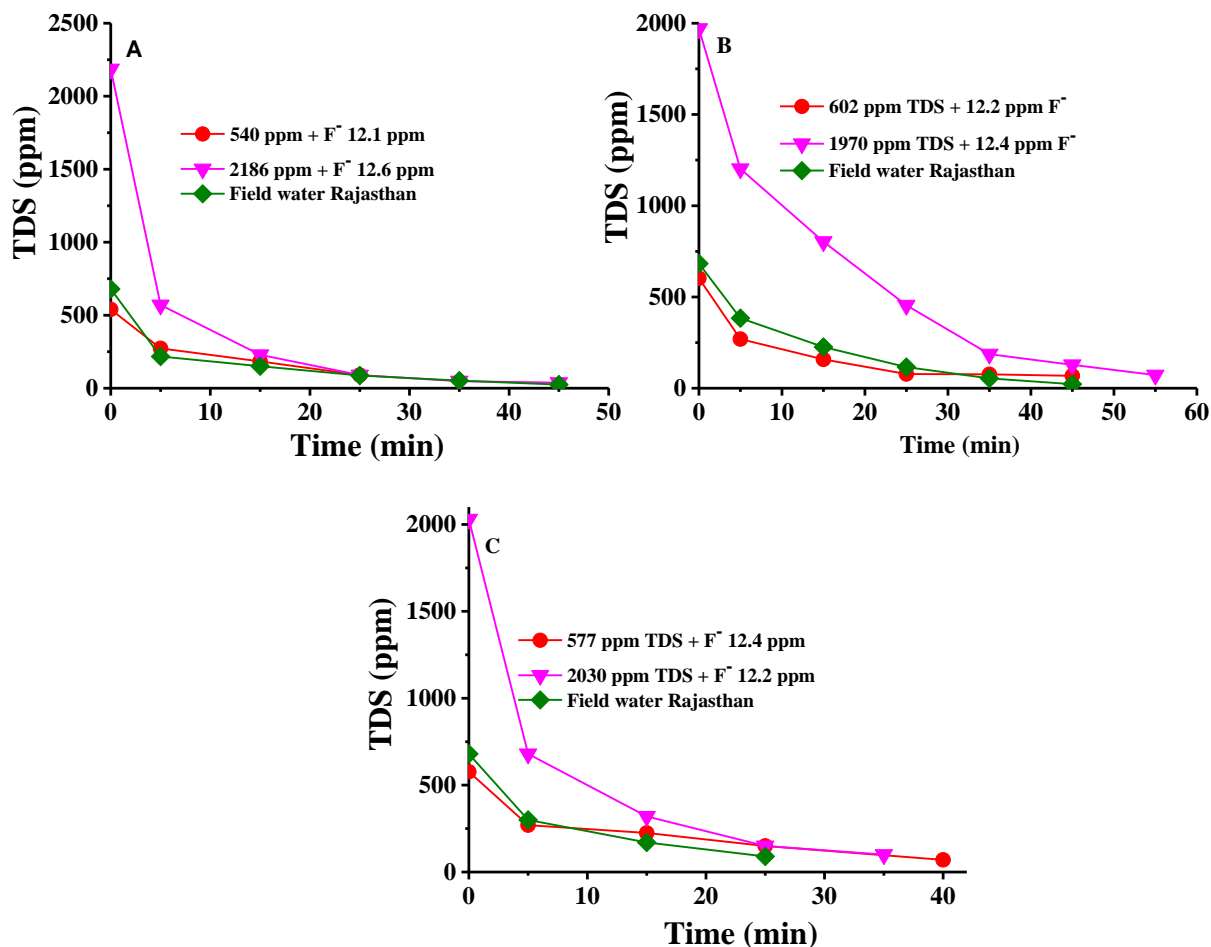 A
2500
2000
1500
1000
500
0
TDS (ppm)
540 ppm + F⁻ 12.1 ppm
2186 ppm + F⁻ 12.6 ppm
Field water Rajasthan
0 10 20 30 40 50
Time (min)
B
2000
1500
1000
500
0
TDS (ppm)
602 ppm TDS + 12.2 ppm F⁻
1970 ppm TDS + 12.4 ppm F⁻
Field water Rajasthan
0 10 20 30 40 50 60
Time (min)
C
2000
1500
1000
500
0
TDS (ppm)
577 ppm TDS + F⁻ 12.4 ppm
2030 ppm TDS + F⁻ 12.2 ppm
Field water Rajasthan
0 10 20 30 40
Time (min)